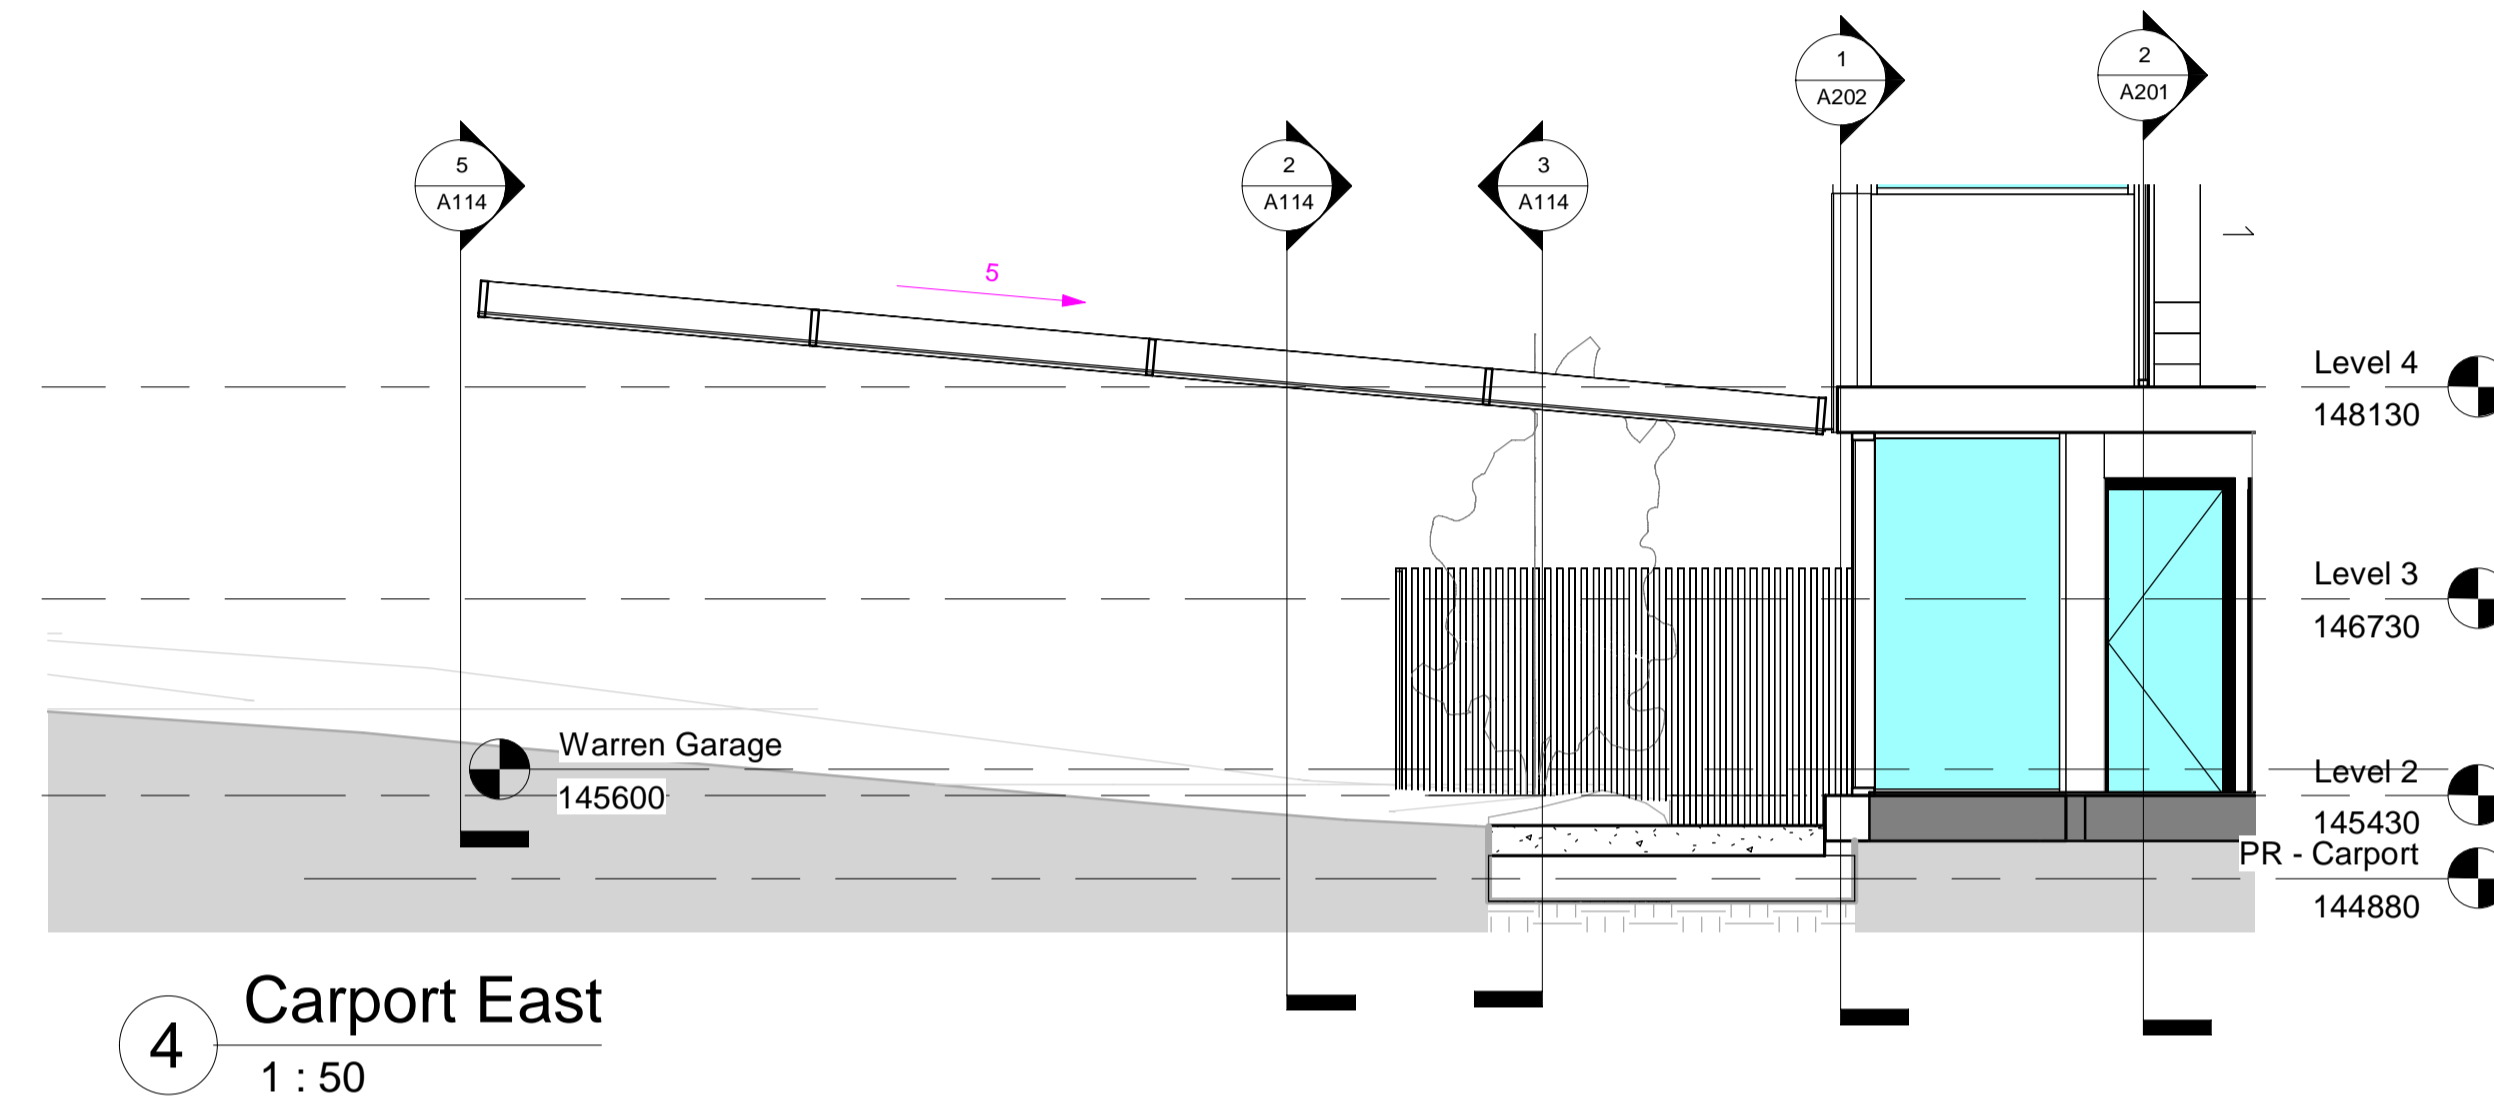 1
A202
2
A201
5
A114
2
A114
3
A114
5
1
Level 4
148130
Level 3
146730
Warren Garage
145600
Level 2
145430
PR - Carport
144880
4
Carport East
1 : 50